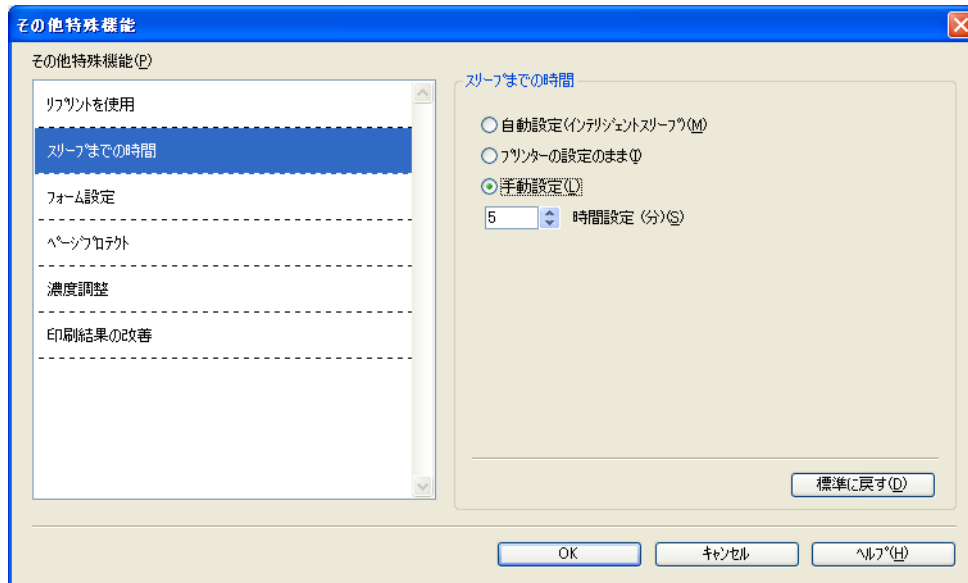 その他特殊機能
その他特殊機能(P)
リプリントを使用
スリープまでの時間
フォーム設定
ページプロテクト
濃度調整
印刷結果の改善
スリープまでの時間
自動設定(インテリジェントスリープ)(M)
プリンターの設定のまま(I)
手動設定(L)
5 時間設定 (分)(S)
標準に戻す(D)
OK キャンセル ヘルプ(H)